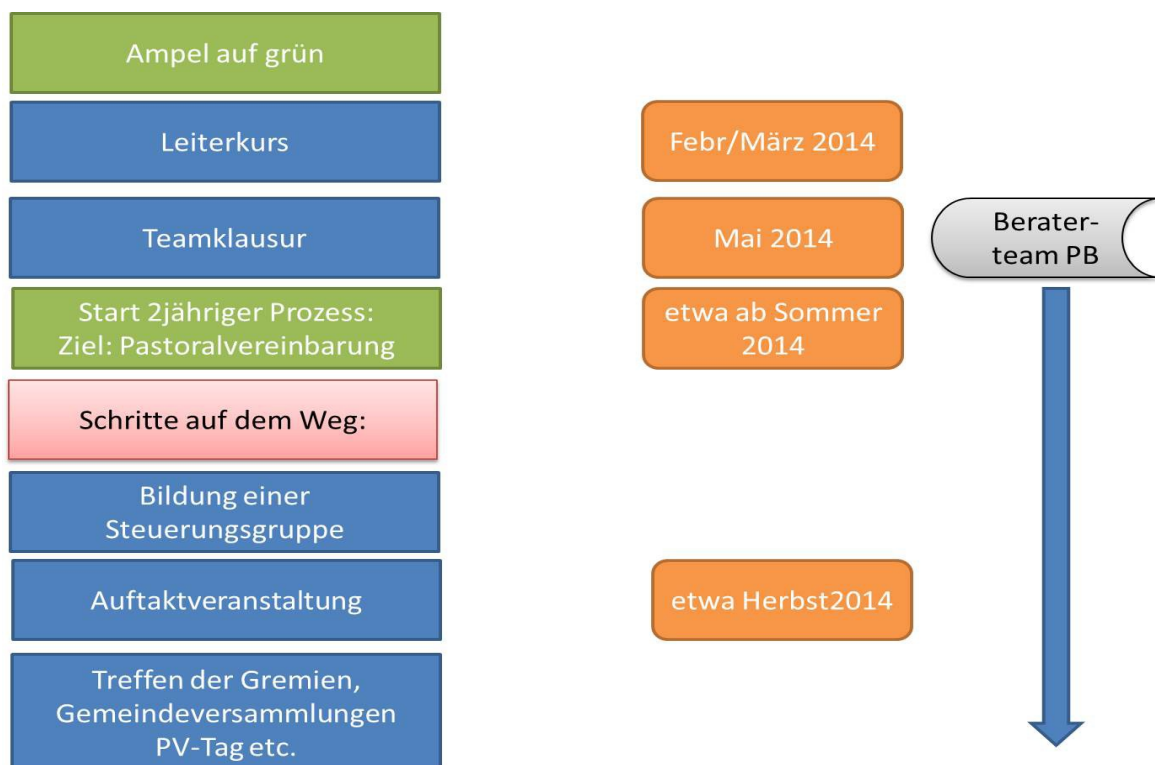 Ampel auf grün
Leiterkurs
Febr/März 2014
Teamklausur
Mai 2014
Berater-
team PB
Start 2jähriger Prozess:
Ziel: Pastoralvereinbarung
etwa ab Sommer
2014
Schritte auf dem Weg:
Bildung einer
Steuerungsgruppe
Auftaktveranstaltung
etwa Herbst2014
Treffen der Gremien,
Gemeindeversammlungen
PV-Tag etc.